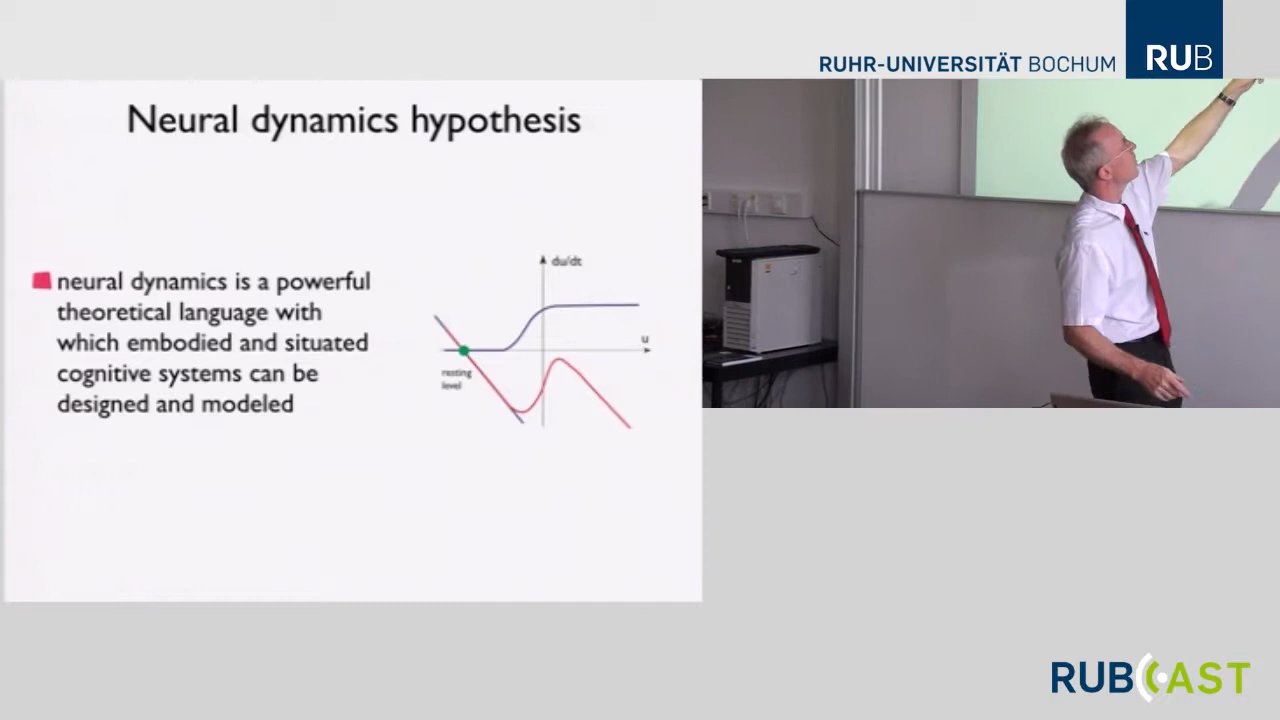 RUHR-UNIVERSITÄT BOCHUM
RUB
Neural dynamics hypothesis
neural dynamics is a powerful
theoretical language with
which embodied and situated
cognitive systems can be
designed and modeled
du/dt
u
resting
level
RUBCAST